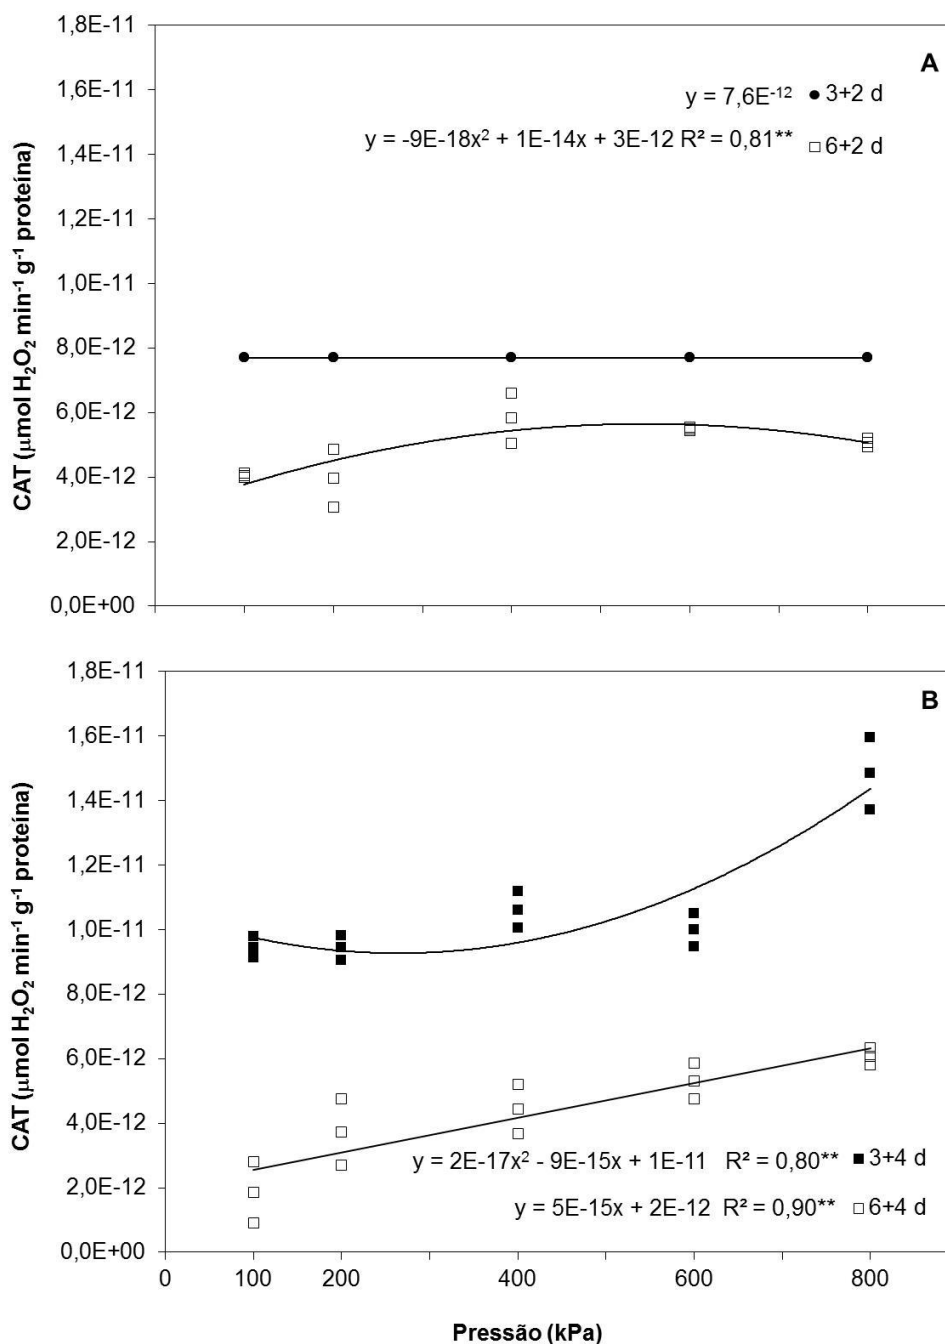 1,8E-11
A
1,6E-11
y = 7,6E⁻¹² 3+2 d
y = -9E-18x² + 1E-14x + 3E-12 R² = 0,81** 6+2 d
1,4E-11
1,2E-11
1,0E-11
8,0E-12
6,0E-12
4,0E-12
2,0E-12
0,0E+00
CAT (µmol H₂O₂ min⁻¹ g⁻¹ proteína)
1,8E-11
B
1,6E-11
1,4E-11
1,2E-11
1,0E-11
8,0E-12
6,0E-12
4,0E-12
y = 2E-17x² - 9E-15x + 1E-11 R² = 0,80** 3+4 d
2,0E-12
y = 5E-15x + 2E-12 R² = 0,90** 6+4 d
0,0E+00
CAT (µmol H₂O₂ min⁻¹ g⁻¹ proteína)
0 100 200 400 600 800
Pressão (kPa)